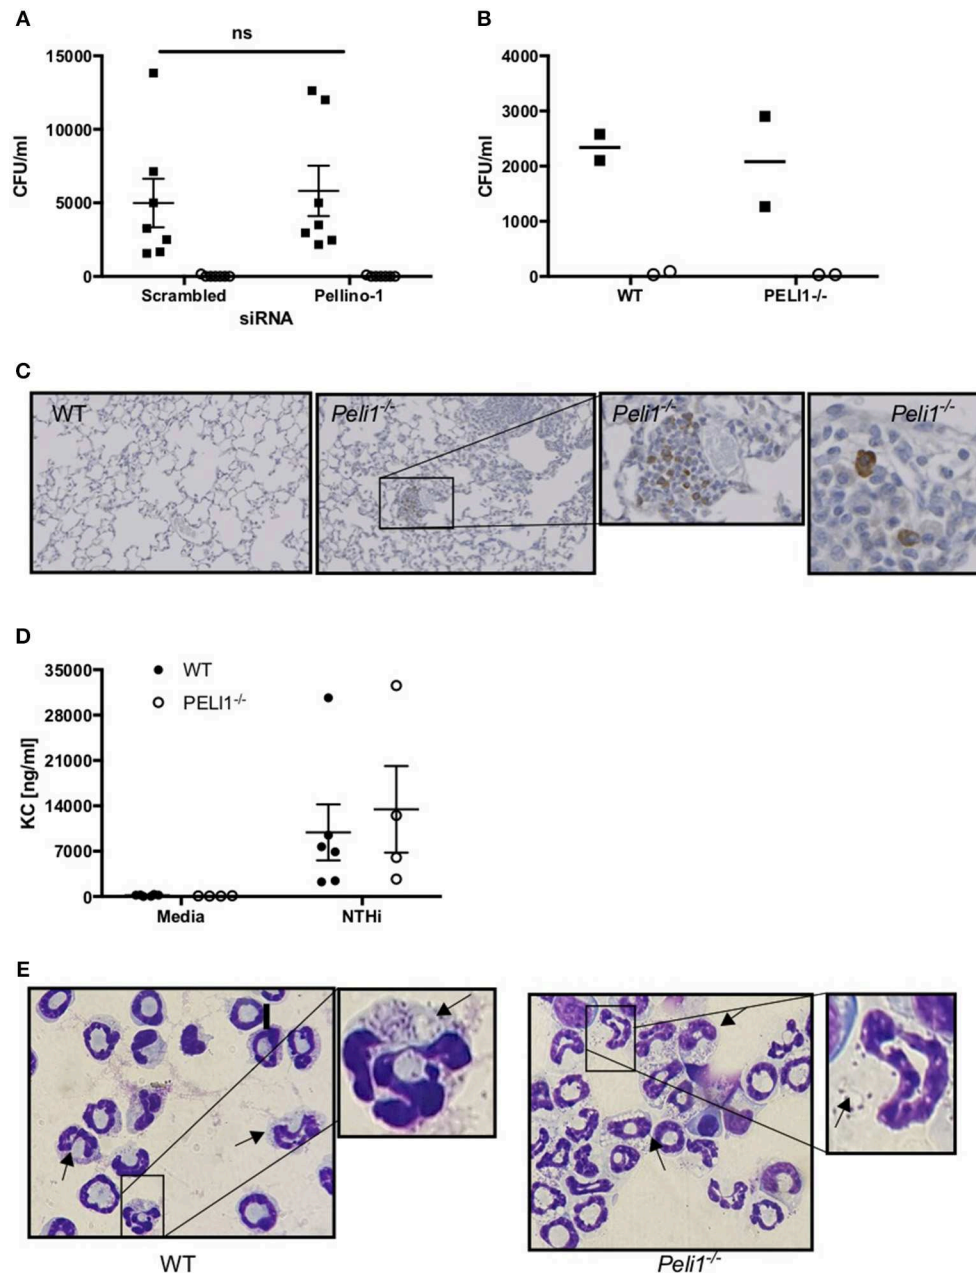 A
ns
15000
10000
5000
0
CFU/ml
Scrambled Pellino-1
siRNA
B
4000
3000
2000
1000
0
CFU/ml
WT PELI1-/-
C
WT
Peli1-/-
Peli1-/-
Peli1-/-
D
WT
PELI1-/-
35000
28000
21000
14000
7000
0
KC [ng/ml]
Media NTHi
E
WT
Peli1-/-